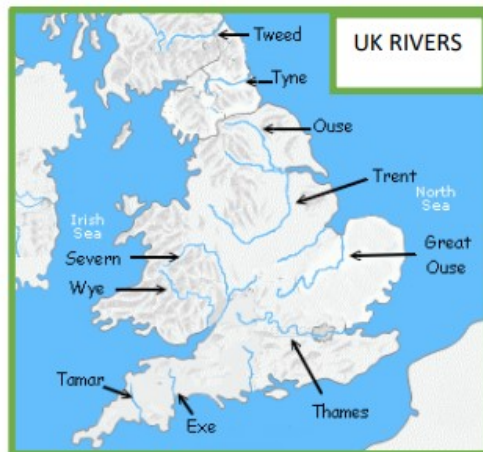 UK RIVERS
Tweed
Tyne
Ouse
Trent
North
Sea
Irish
Sea
Severn
Great
Ouse
Wye
Tamar
Exe
Thames